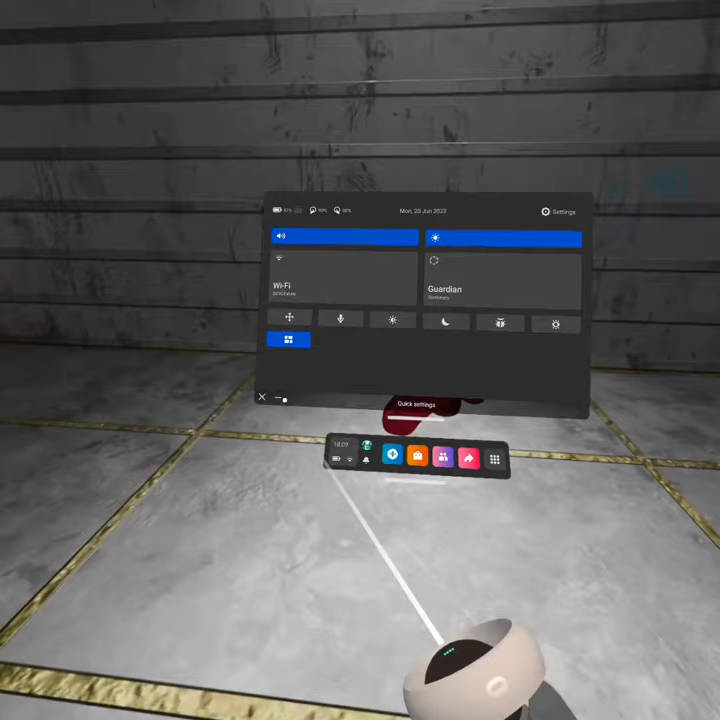 Mon, 20 Jun 2022
Settings
Wi-Fi
Guardian
Stationary
Quick settings
18:09